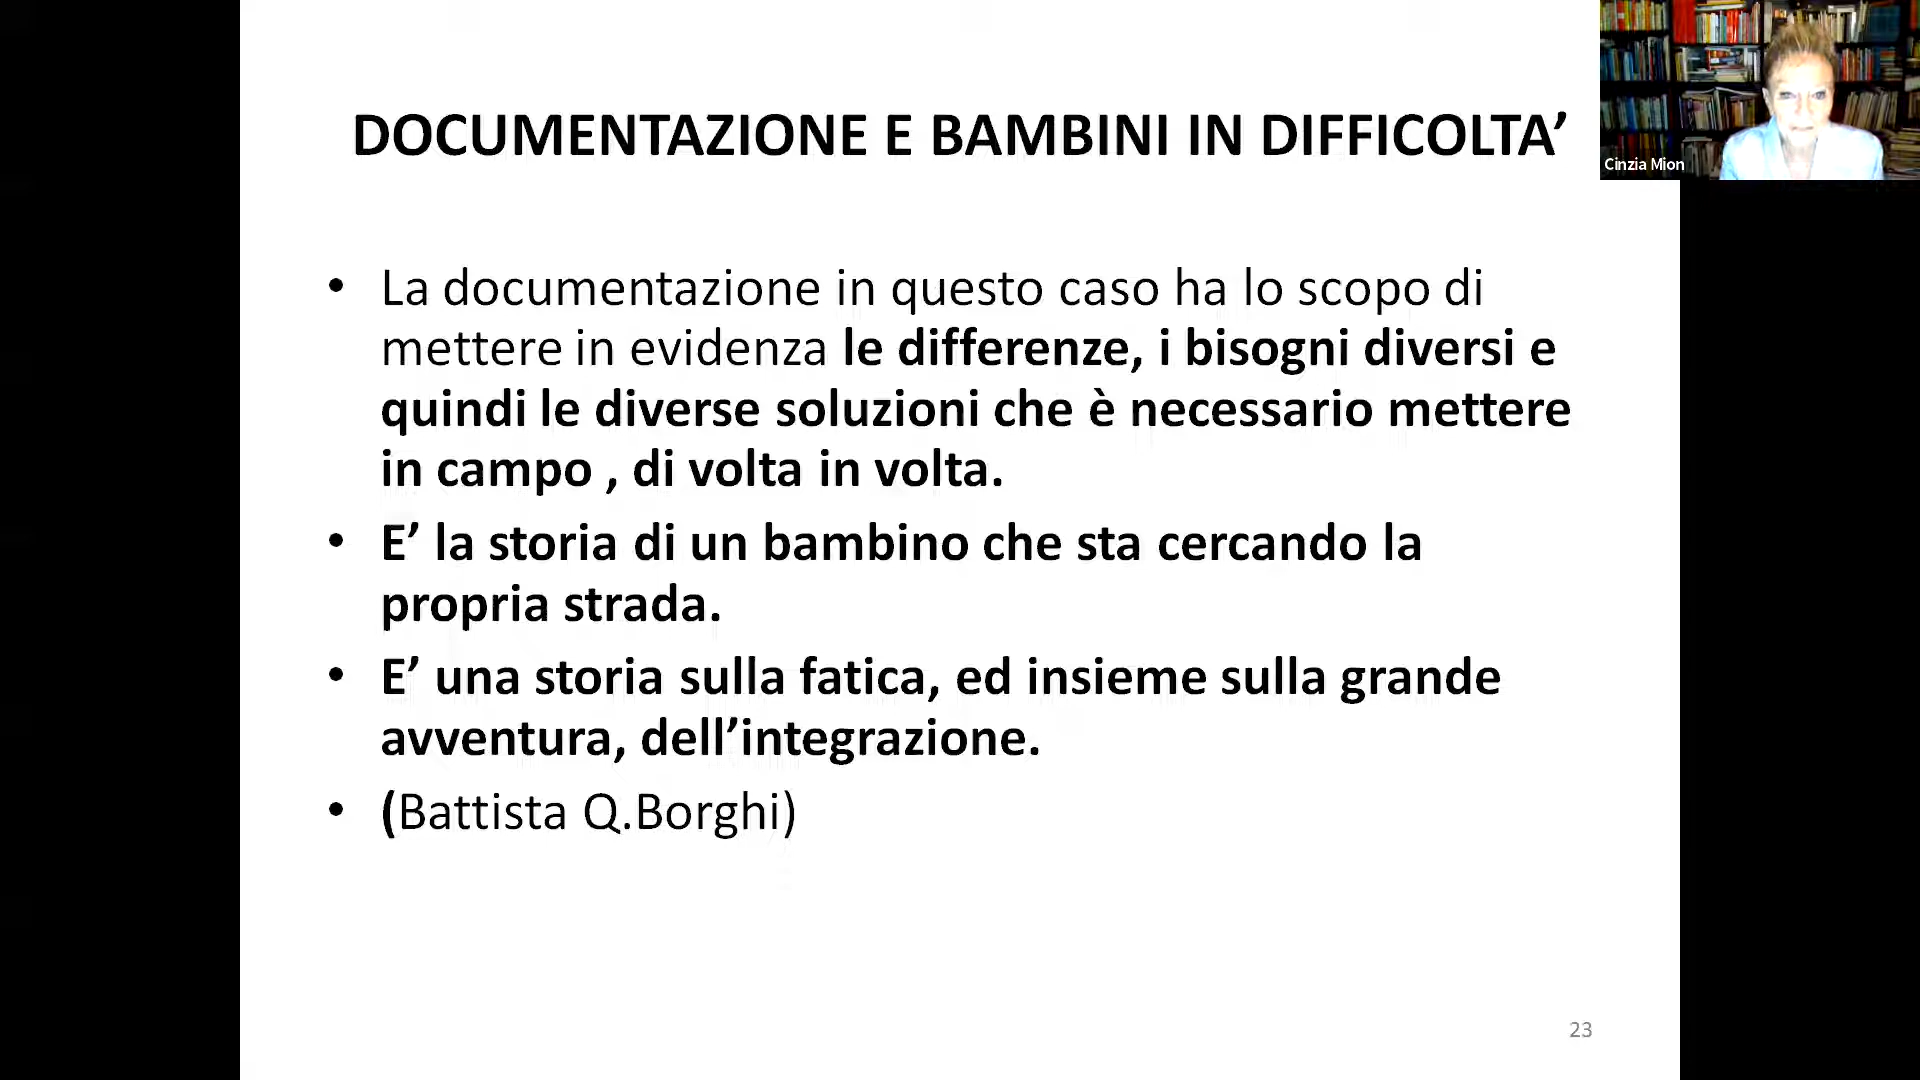 DOCUMENTAZIONE E BAMBINI IN DIFFICOLTA’
Cinzia Mion
• La documentazione in questo caso ha lo scopo di
mettere in evidenza le differenze, i bisogni diversi e
quindi le diverse soluzioni che è necessario mettere
in campo , di volta in volta.
• E’ la storia di un bambino che sta cercando la
propria strada.
• E’ una storia sulla fatica, ed insieme sulla grande
avventura, dell’integrazione.
• (Battista Q.Borghi)
23